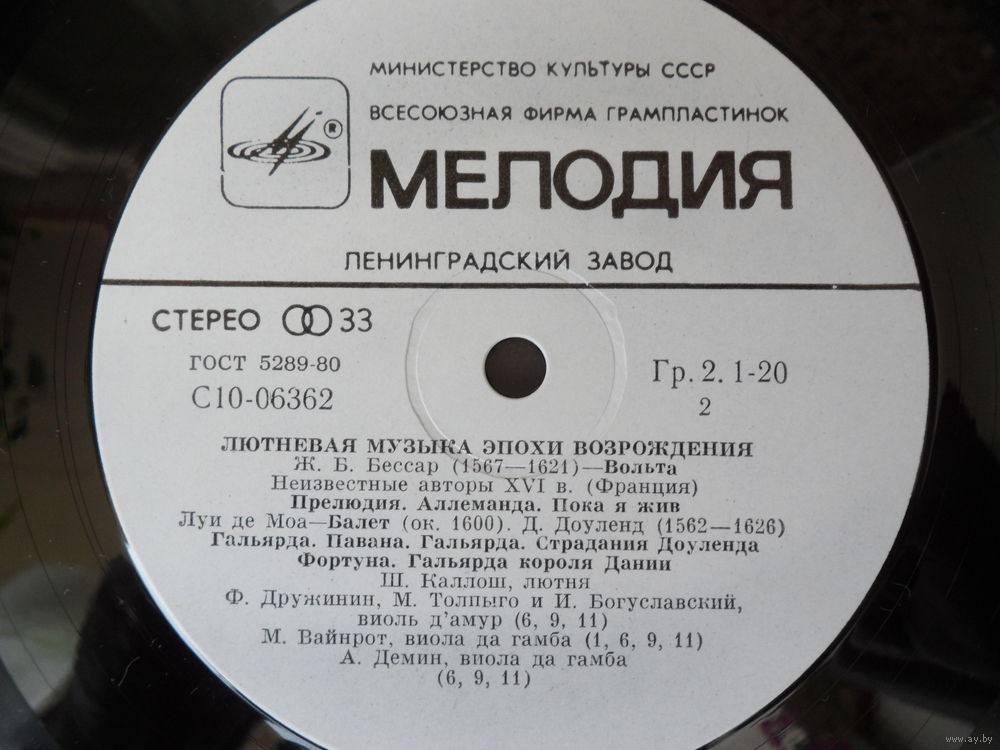 МИНИСТЕРСТВО КУЛЬТУРЫ СССР
ВСЕСОЮЗНАЯ ФИРМА ГРАМПЛАСТИНОК
®
МЕЛОДИЯ
ЛЕНИНГРАДСКИЙ ЗАВОД
СТЕРЕО 33
ГОСТ 5289-80
С10-06362
Гр. 2. 1-20
2
ЛЮТНЕВАЯ МУЗЫКА ЭПОХИ ВОЗРОЖДЕНИЯ
Ж. Б. Бессар (1567—1621)—Вольта
Неизвестные авторы XVI в. (Франция)
Прелюдия. Аллеманда. Пока я жив
Луи де Моа—Балет (ок. 1600). Д. Доуленд (1562—1626)
Гальярда. Павана. Гальярда. Страдания Доуленда
Фортуна. Гальярда короля Дании
Ш. Каллош, лютня
Ф. Дружинин, М. Толпыго и И. Богуславский,
виоль д'амур (6, 9, 11)
М. Вайнрот, виола да гамба (1, 6, 9, 11)
А. Демин, виола да гамба
(6, 9, 11)
www.ay.by